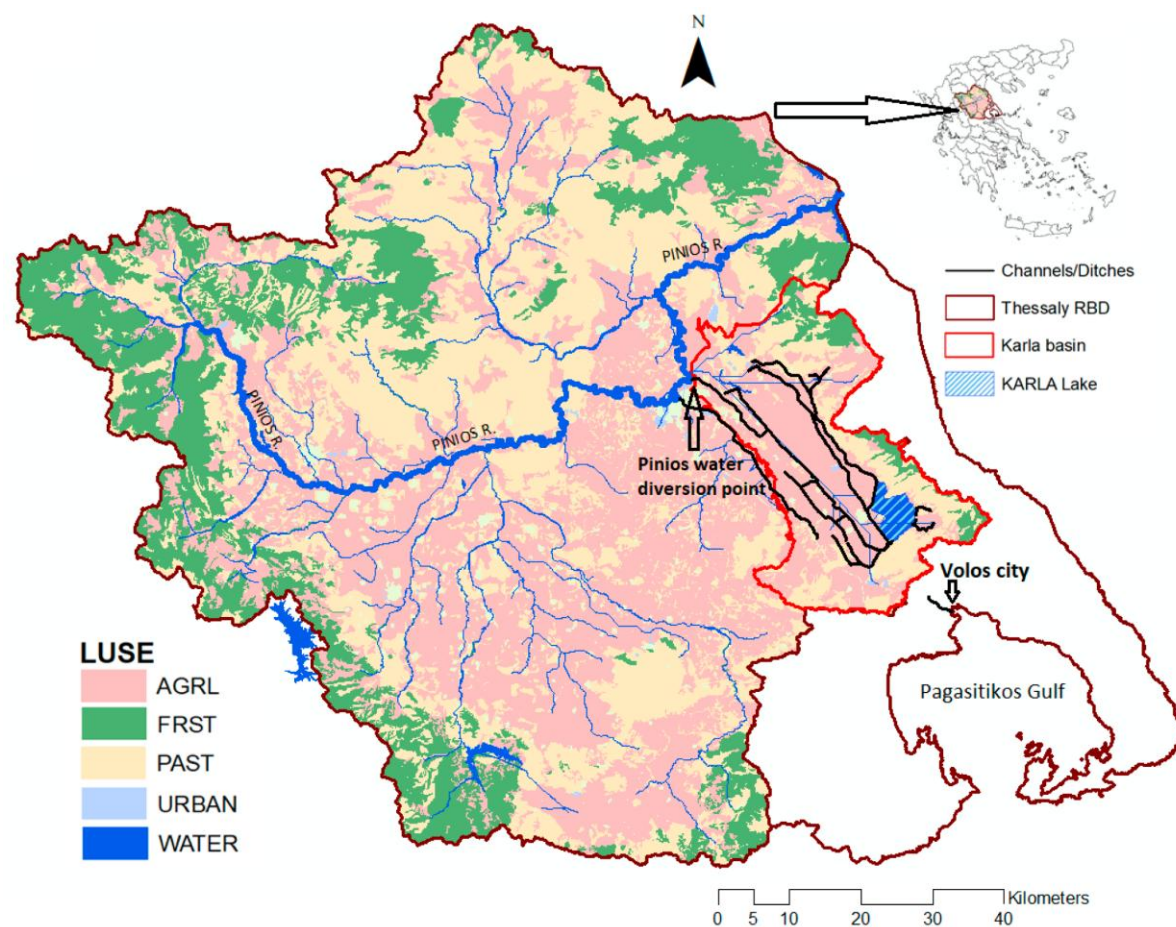 N
Channels/Ditches
Thessaly RBD
Karla basin
KARLA Lake
PINIOS R.
PINIOS R.
PINIOS R.
Pinios water
diversion point
Volos city
Pagasitikos Gulf
LUSE
AGRL
FRST
PAST
URBAN
WATER
Kilometers
0 5 10 20 30 40